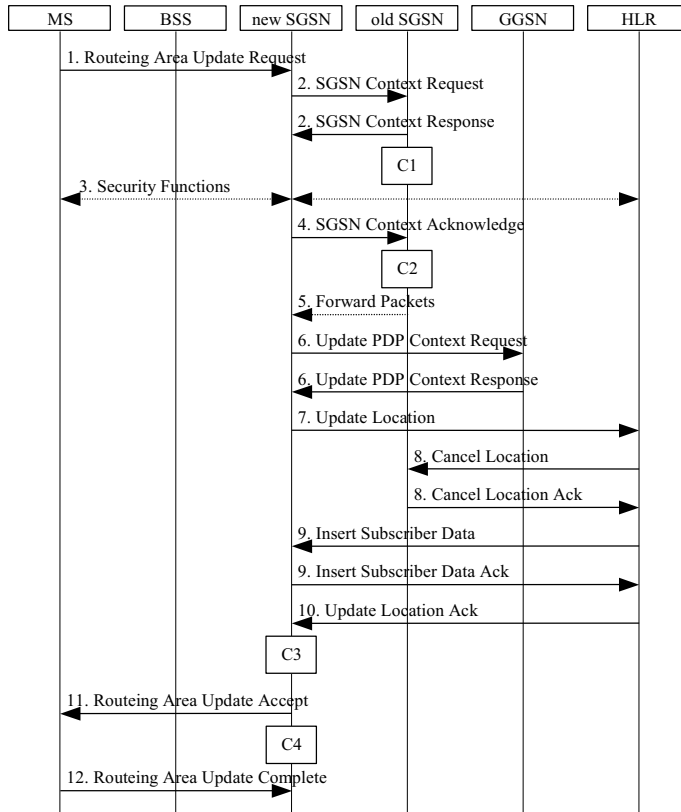 MS BSS new SGSN old SGSN GGSN HLR
1. Routeing Area Update Request
2. SGSN Context Request
2. SGSN Context Response
C1
3. Security Functions
4. SGSN Context Acknowledge
C2
5. Forward Packets
6. Update PDP Context Request
6. Update PDP Context Response
7. Update Location
8. Cancel Location
8. Cancel Location Ack
9. Insert Subscriber Data
9. Insert Subscriber Data Ack
10. Update Location Ack
C3
11. Routeing Area Update Accept
C4
12. Routeing Area Update Complete